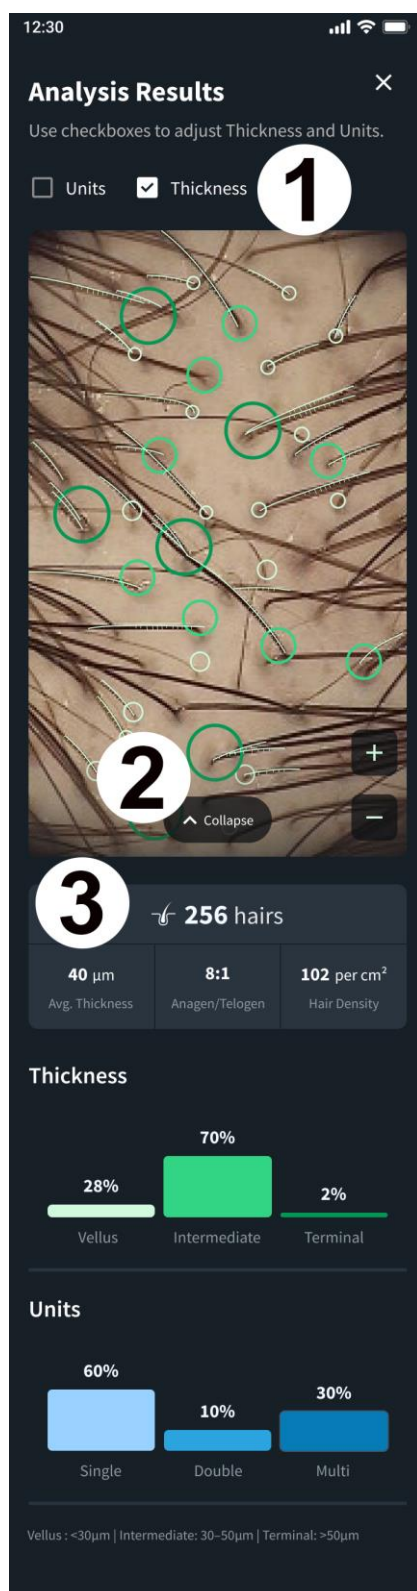 12:30
Analysis Results
Use checkboxes to adjust Thickness and Units.
Units Thickness 1
2
Collapse
+
−
3
256 hairs
40 μm 8:1 102 per cm²
Avg. Thickness Anagen/Telogen Hair Density
Thickness
70%
28% 2%
Vellus Intermediate Terminal
Units
60%
10% 30%
Single Double Multi
Vellus : <30μm | Intermediate: 30–50μm | Terminal: >50μm